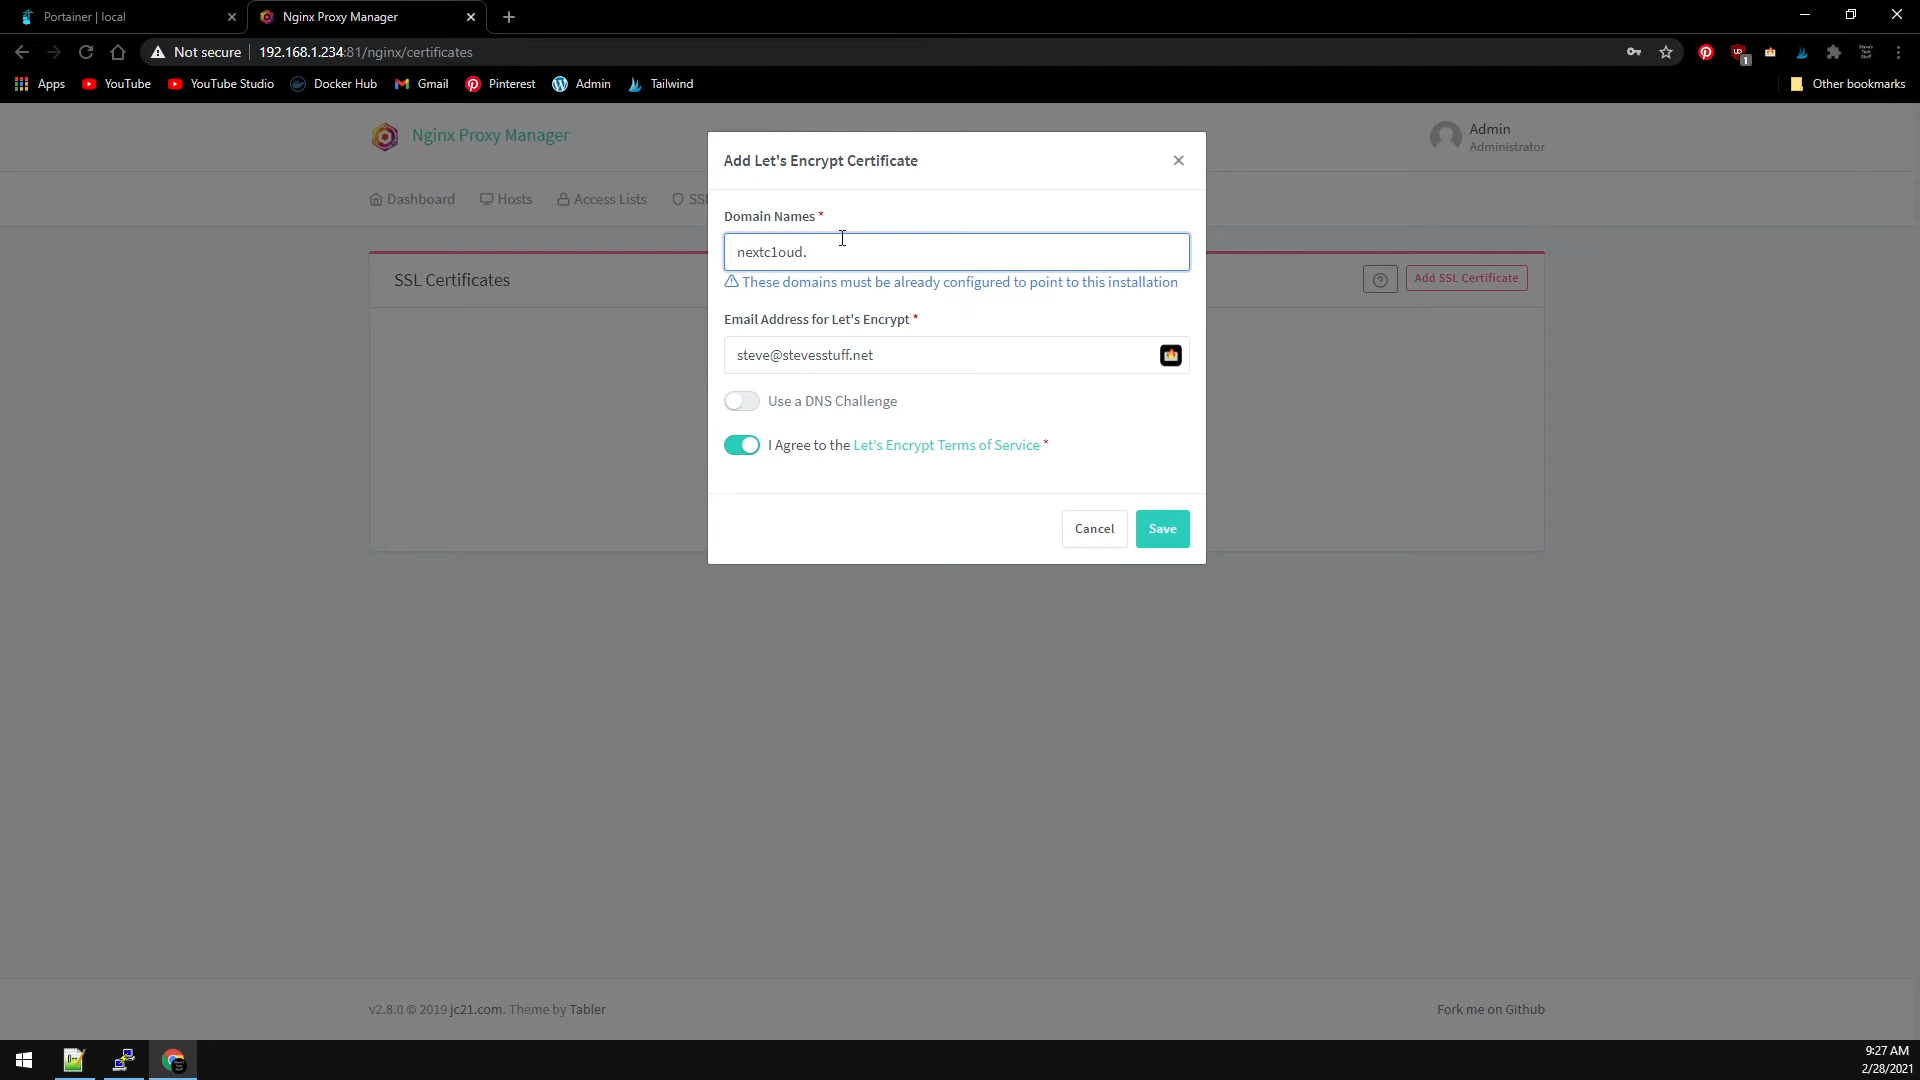 Portainer | local
Nginx Proxy Manager
Not secure
192.168.1.234:81/nginx/certificates
1
Apps
YouTube
YouTube Studio
Docker Hub
Gmail
Pinterest
Admin
Tailwind
Other bookmarks
Nginx Proxy Manager
Admin
Administrator
Dashboard
Hosts
Access Lists
SSL
SSL Certificates
Add SSL Certificate
Add Let's Encrypt Certificate
Domain Names *
nextc1oud.
These domains must be already configured to point to this installation
Email Address for Let's Encrypt *
steve@stevesstuff.net
Use a DNS Challenge
I Agree to the Let's Encrypt Terms of Service *
Cancel
Save
v2.8.0 © 2019 jc21.com. Theme by Tabler
Fork me on Github
9:27 AM
2/28/2021